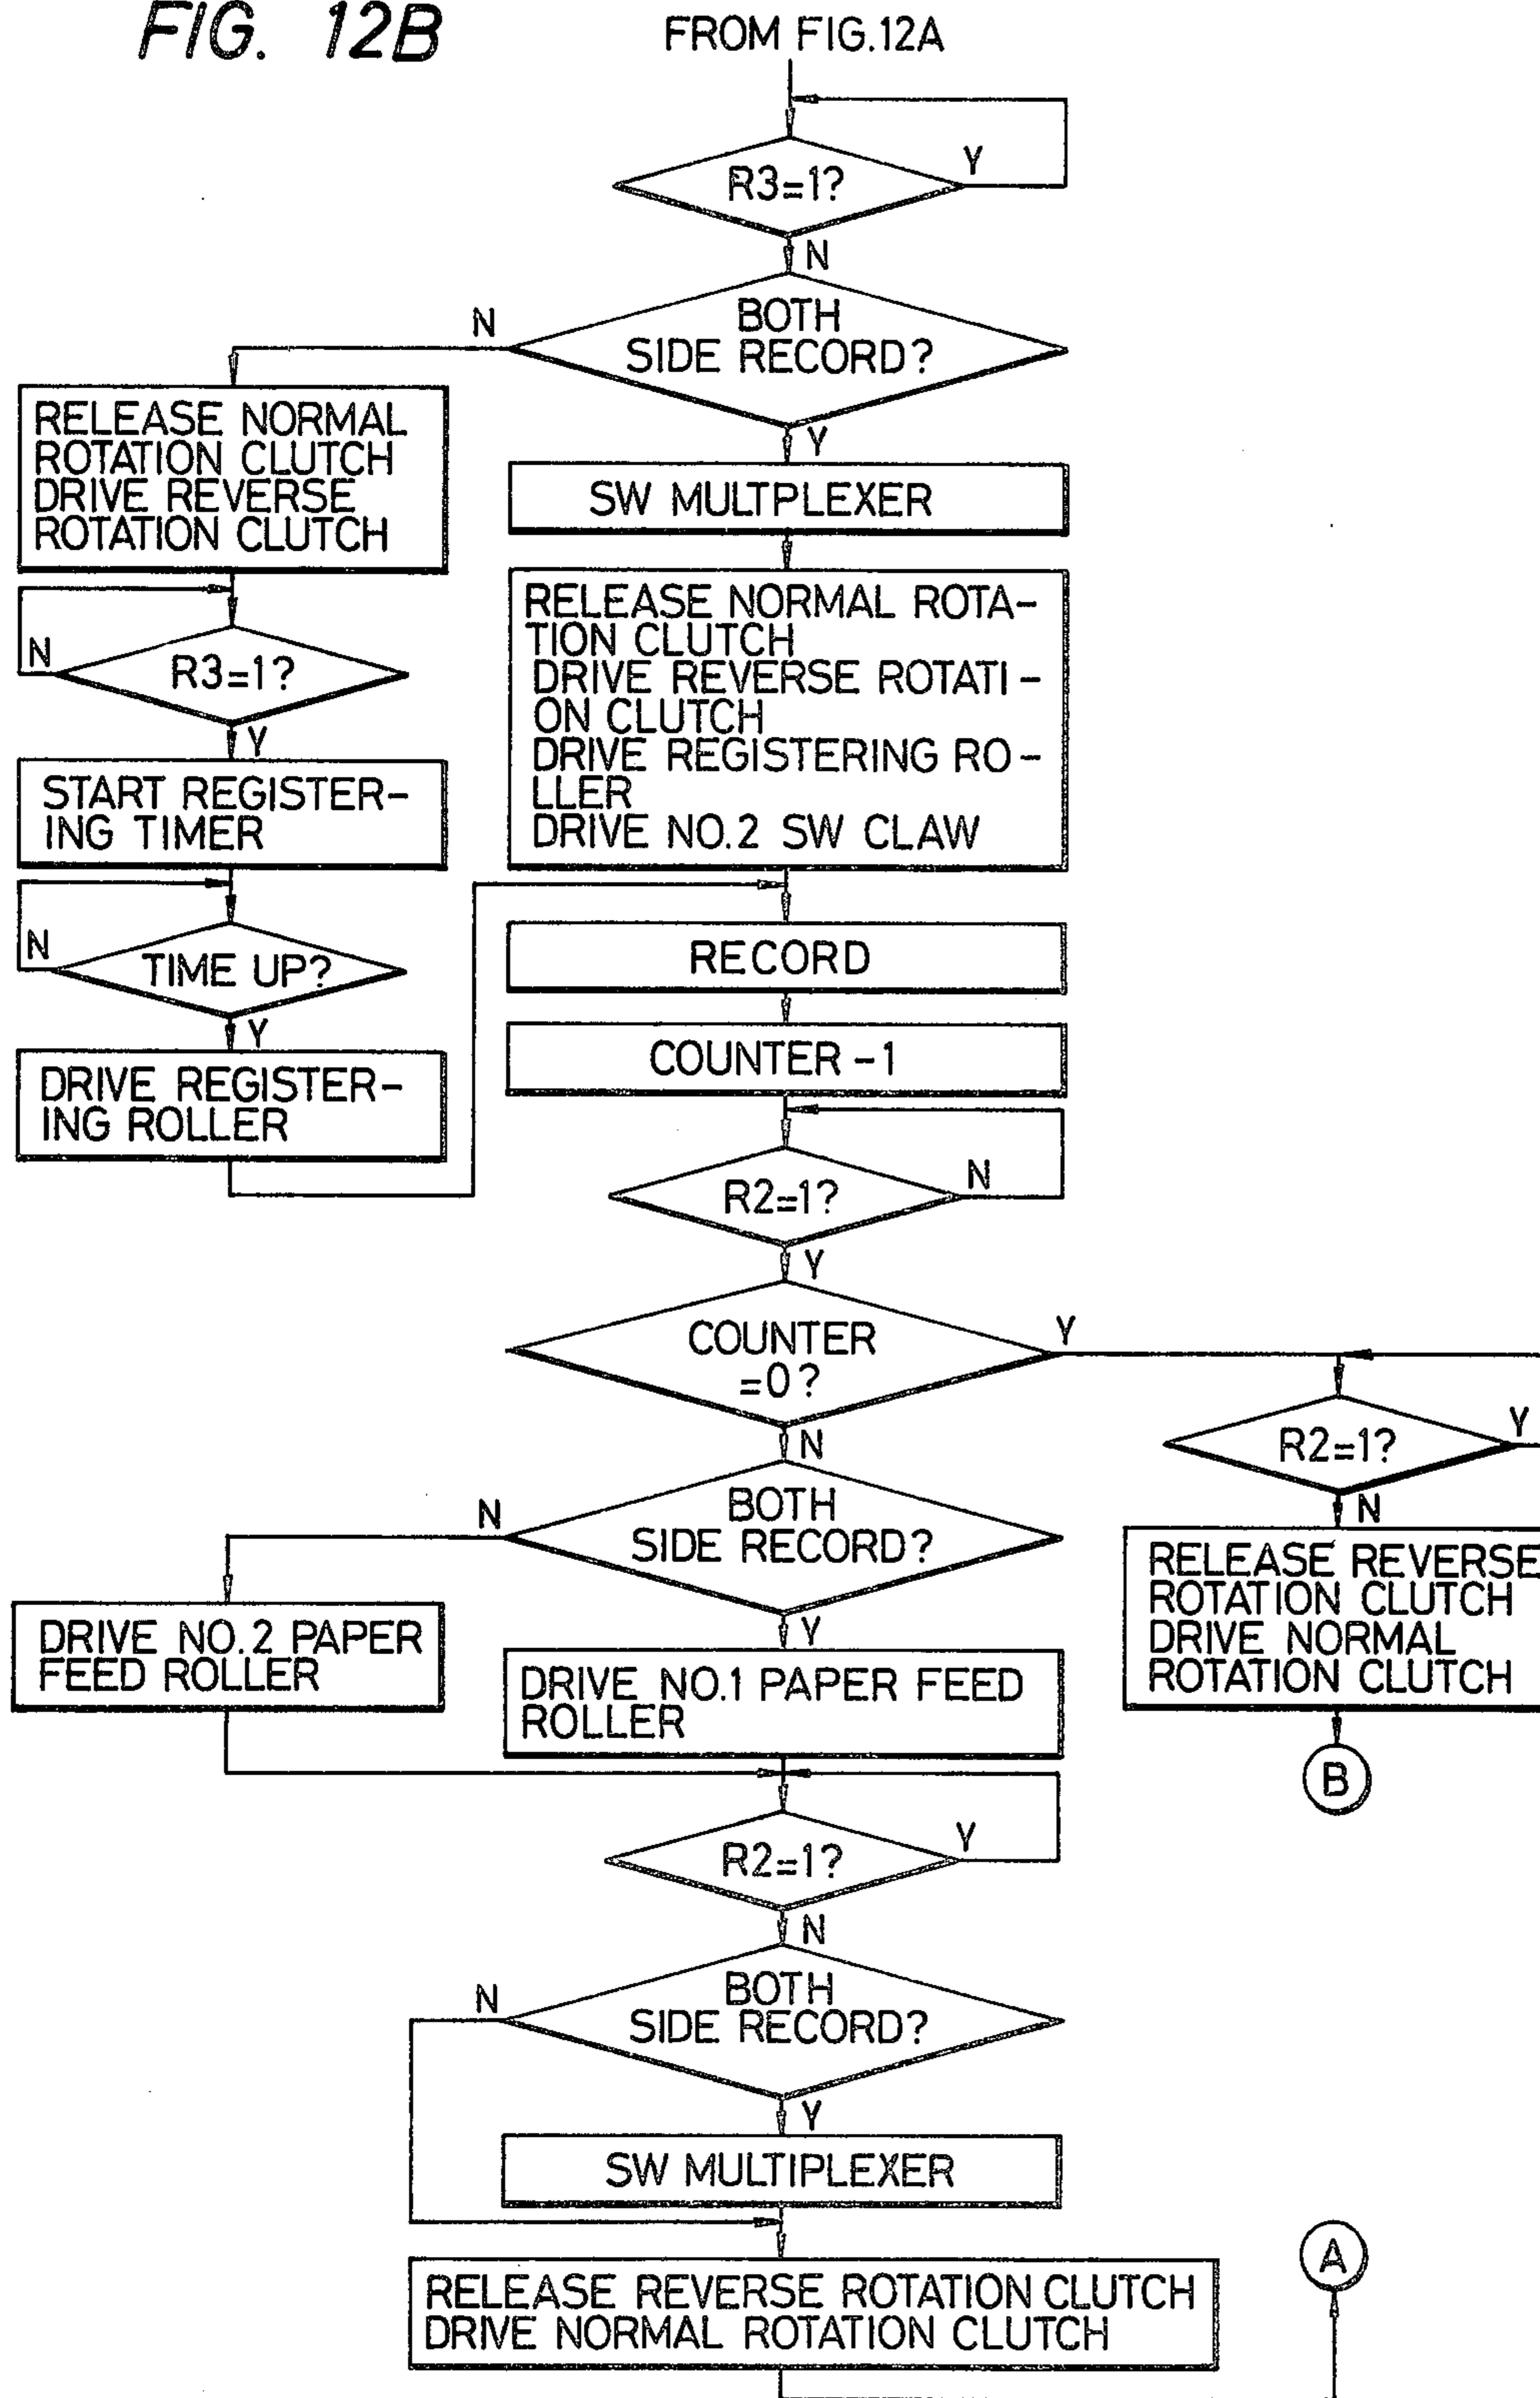 FIG. 12B
FROM FIG.12A
R3=1?
Y
N
BOTH
SIDE RECORD?
N
Y
RELEASE NORMAL
ROTATION CLUTCH
DRIVE REVERSE
ROTATION CLUTCH
R3=1?
N
Y
START REGISTER-
ING TIMER
TIME UP?
N
Y
DRIVE REGISTER-
ING ROLLER
SW MULTPLEXER
RELEASE NORMAL ROTA-
TION CLUTCH
DRIVE REVERSE ROTATI-
ON CLUTCH
DRIVE REGISTERING RO-
LLER
DRIVE NO.2 SW CLAW
RECORD
COUNTER -1
R2=1?
N
Y
COUNTER
=0?
Y
N
R2=1?
Y
N
RELEASE REVERSE
ROTATION CLUTCH
DRIVE NORMAL
ROTATION CLUTCH
B
BOTH
SIDE RECORD?
N
Y
DRIVE NO.2 PAPER
FEED ROLLER
DRIVE NO.1 PAPER FEED
ROLLER
R2=1?
Y
N
BOTH
SIDE RECORD?
N
Y
SW MULTIPLEXER
RELEASE REVERSE ROTATION CLUTCH
DRIVE NORMAL ROTATION CLUTCH
A